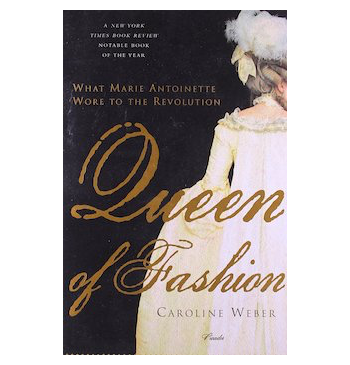 A NEW YORK
TIMES BOOK REVIEW
NOTABLE BOOK
OF THE YEAR
WHAT MARIE ANTOINETTE
WORE TO THE REVOLUTION
Queen
of Fashion
CAROLINE WEBER
Picador